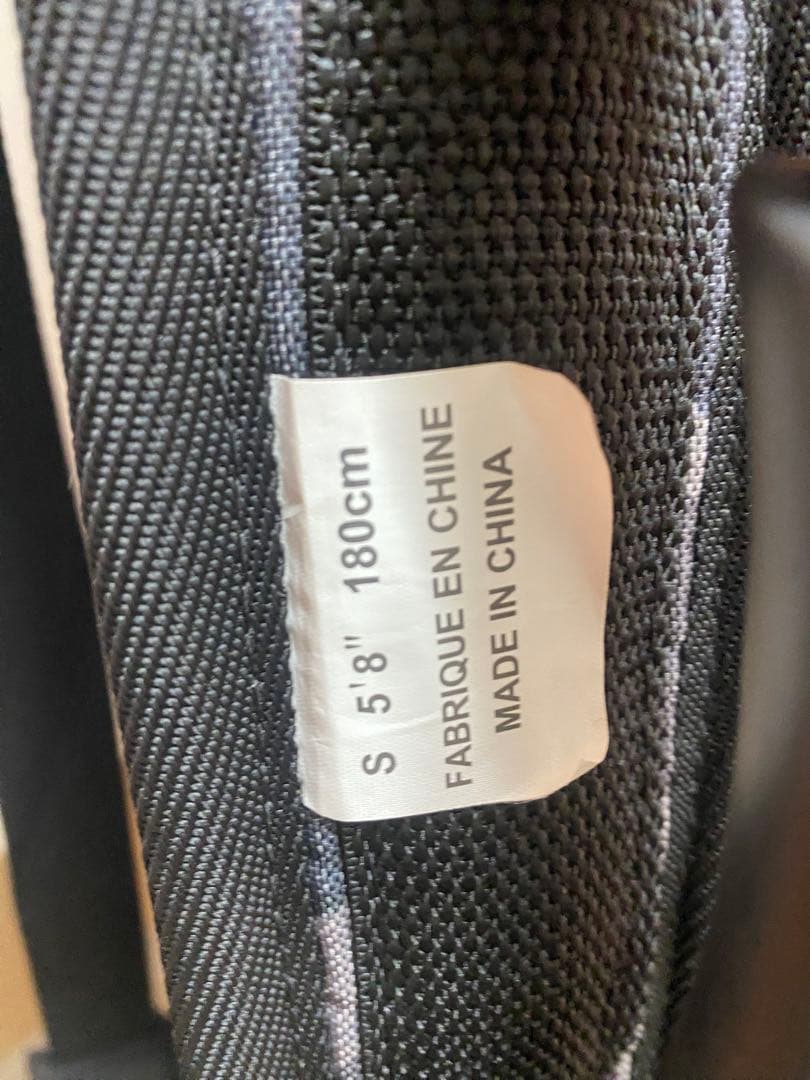 S 5'8" 180cm
FABRIQUE EN CHINE
MADE IN CHINA